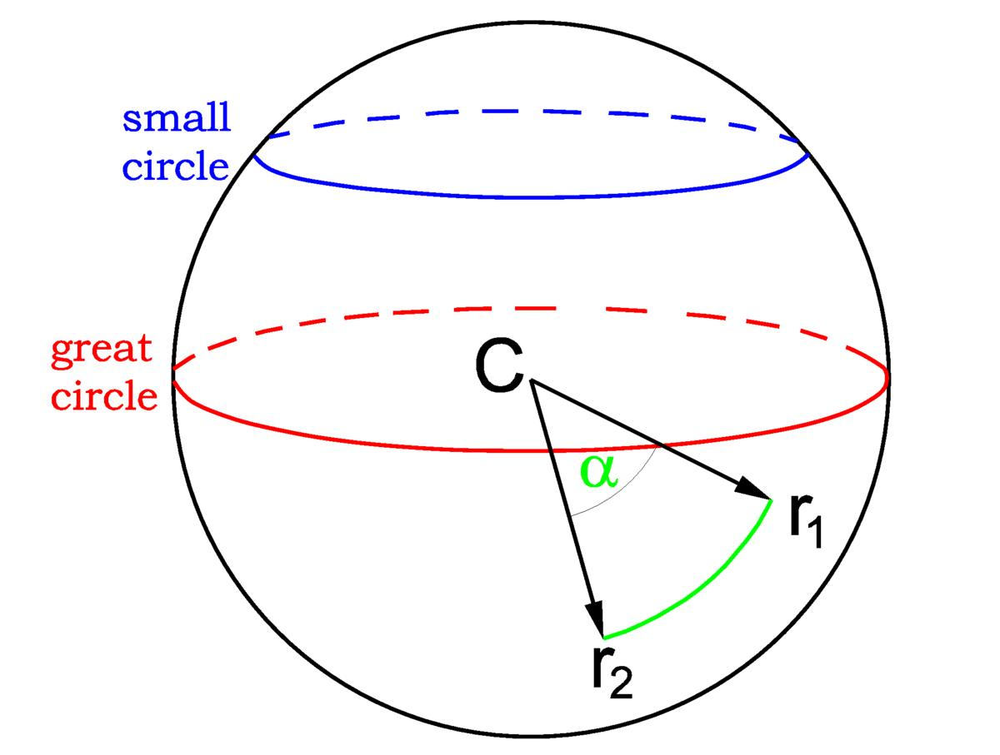 small
circle
great
circle
C
α
r1
r2